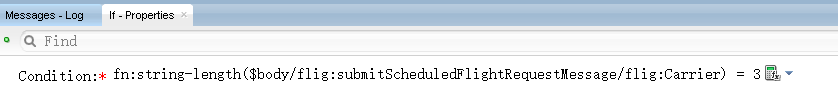 Messages - Log If - Properties
Find
Condition:* fn:string-length($body/flig:submitScheduledFlightRequestMessage/flig:Carrier) = 3